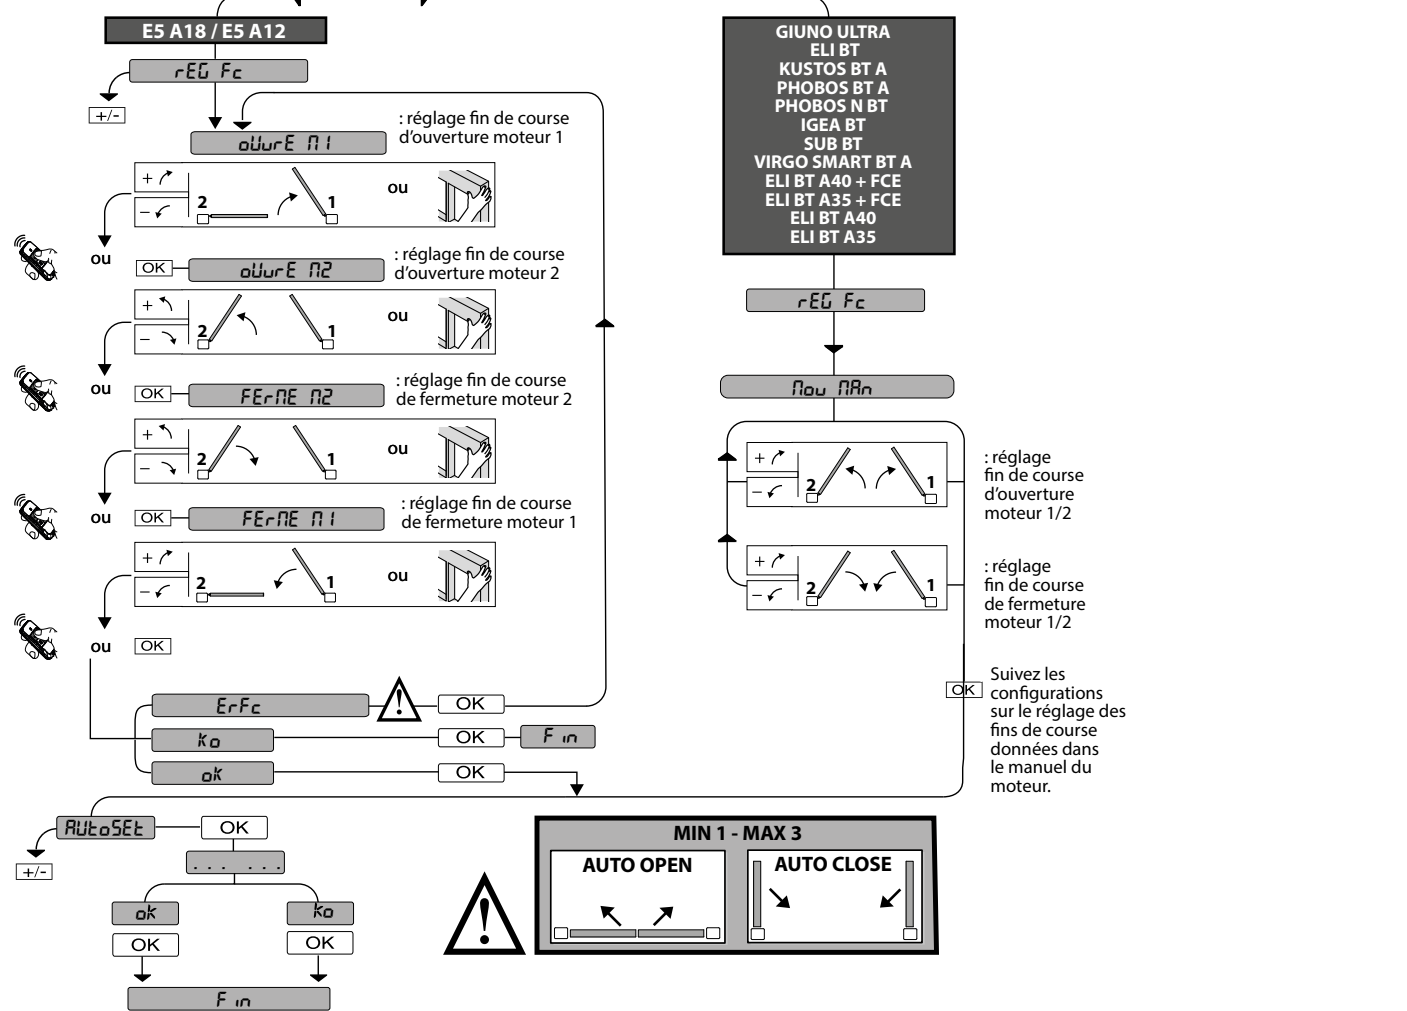 E5 A18 / E5 A12
rEG Fc
+/-
: réglage fin de course
d'ouverture moteur 1
oUvrE M1
+
−
2
1
ou
ou
: réglage fin de course
d'ouverture moteur 2
OK
oUvrE M2
+
−
2
1
ou
ou
: réglage fin de course
de fermeture moteur 2
OK
FErME M2
+
−
2
1
ou
ou
: réglage fin de course
de fermeture moteur 1
OK
FErME M1
+
−
2
1
ou
ou
OK
ErFc
!
OK
Ko
OK
Fin
oK
OK
GIUNO ULTRA
ELI BT
KUSTOS BT A
PHOBOS BT A
PHOBOS N BT
IGEA BT
SUB BT
VIRGO SMART BT A
ELI BT A40 + FCE
ELI BT A35 + FCE
ELI BT A40
ELI BT A35
rEG Fc
Mou MAn
+
−
2
1
: réglage
fin de course
d'ouverture
moteur 1/2
+
−
2
1
: réglage
fin de course
de fermeture
moteur 1/2
OK
Suivez les
configurations
sur le réglage des
fins de course
données dans
le manuel du
moteur.
AUtoSEt
OK
+/-
. . . . . .
oK
Ko
OK
OK
Fin
!
MIN 1 - MAX 3
AUTO OPEN
AUTO CLOSE